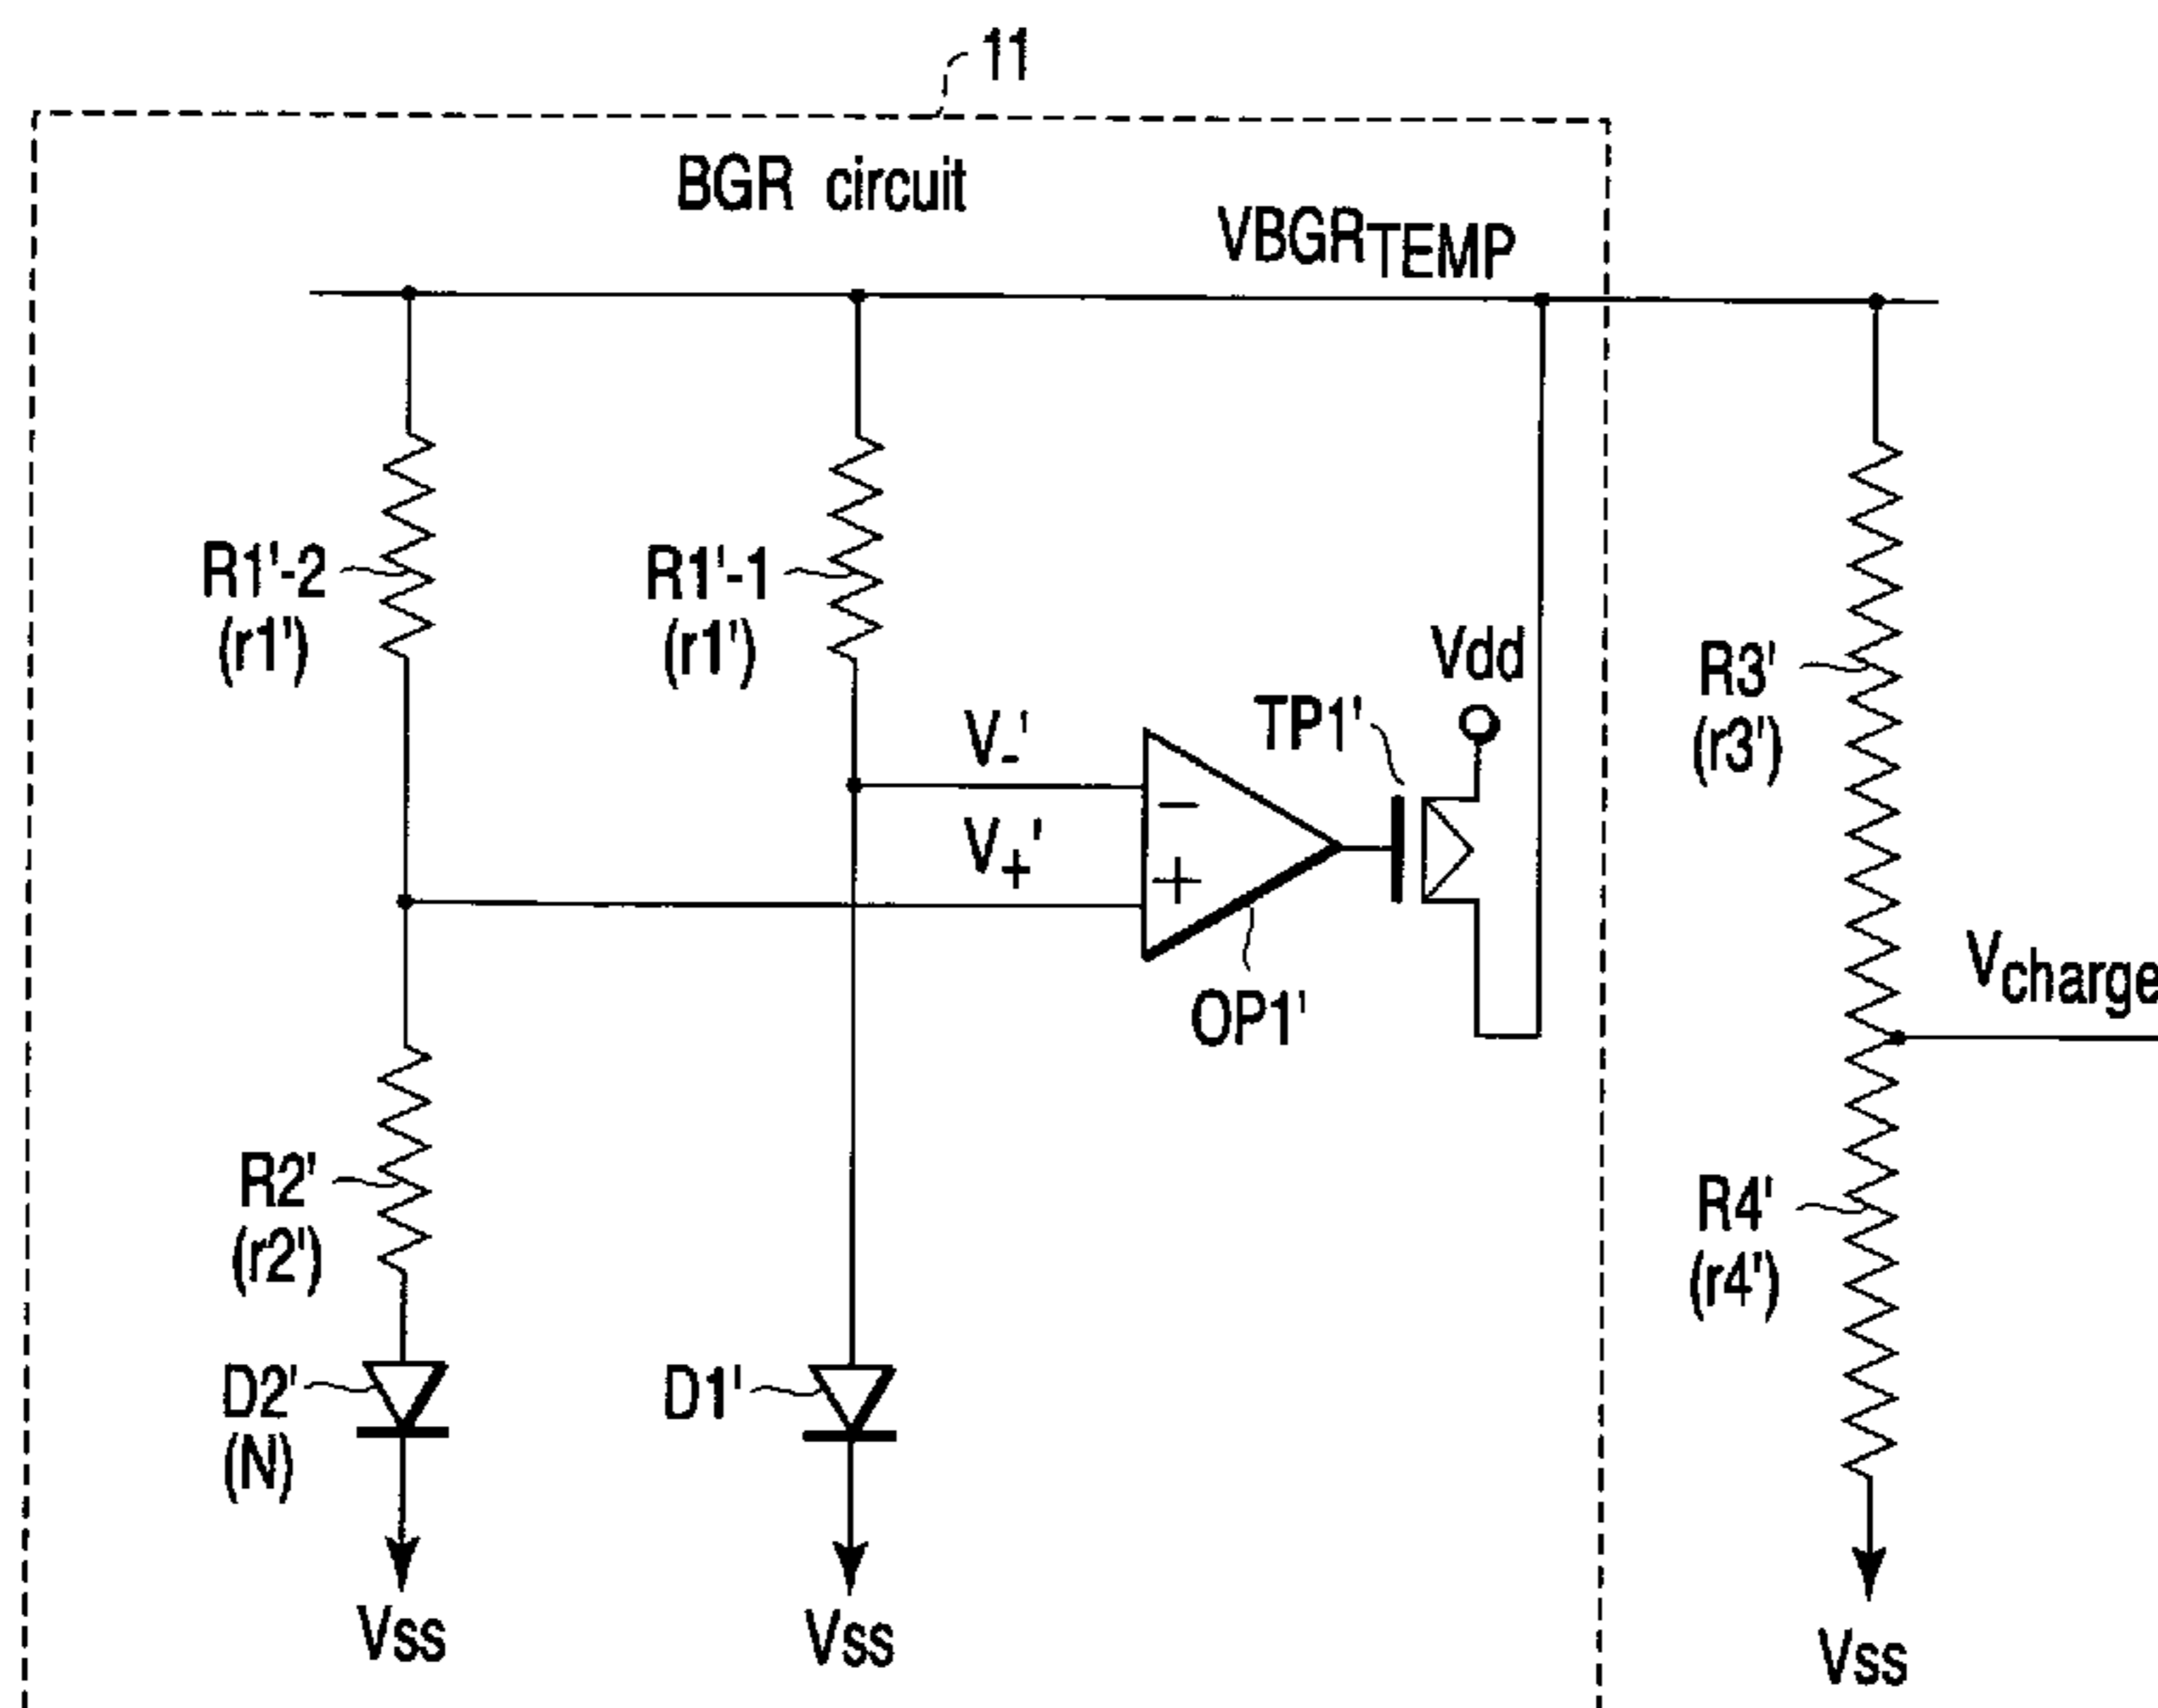 11
BGR circuit
VBGRTEMP
R1'-2
(r1')
R1'-1
(r1')
Vdd
TP1'
R3'
(r3')
V-'
V+'
−
+
OP1'
Vcharge
R2'
(r2')
R4'
(r4')
D2'
(N)
D1'
Vss
Vss
Vss